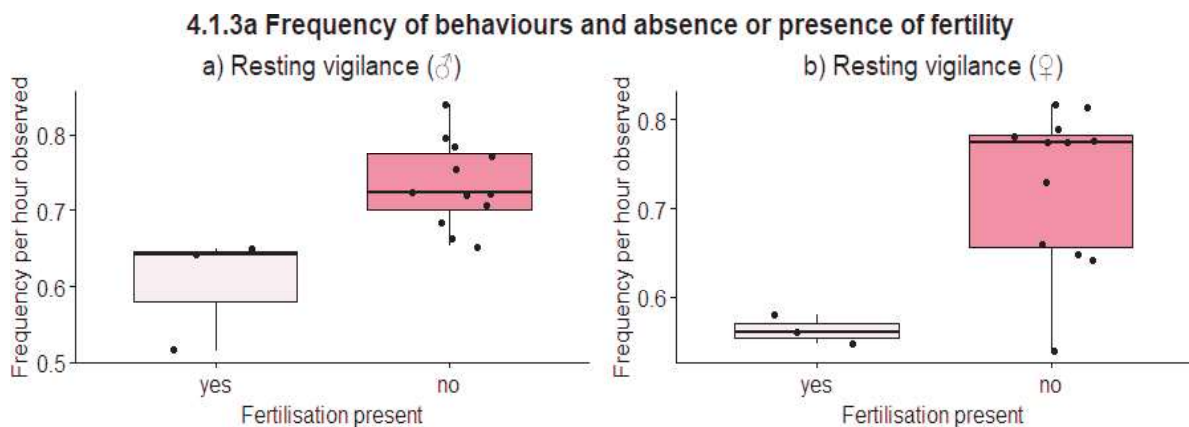 4.1.3a Frequency of behaviours and absence or presence of fertility
a) Resting vigilance (♂)
Frequency per hour observed
0.8
0.7
0.6
0.5
yes
no
Fertilisation present
b) Resting vigilance (♀)
Frequency per hour observed
0.8
0.7
0.6
yes
no
Fertilisation present